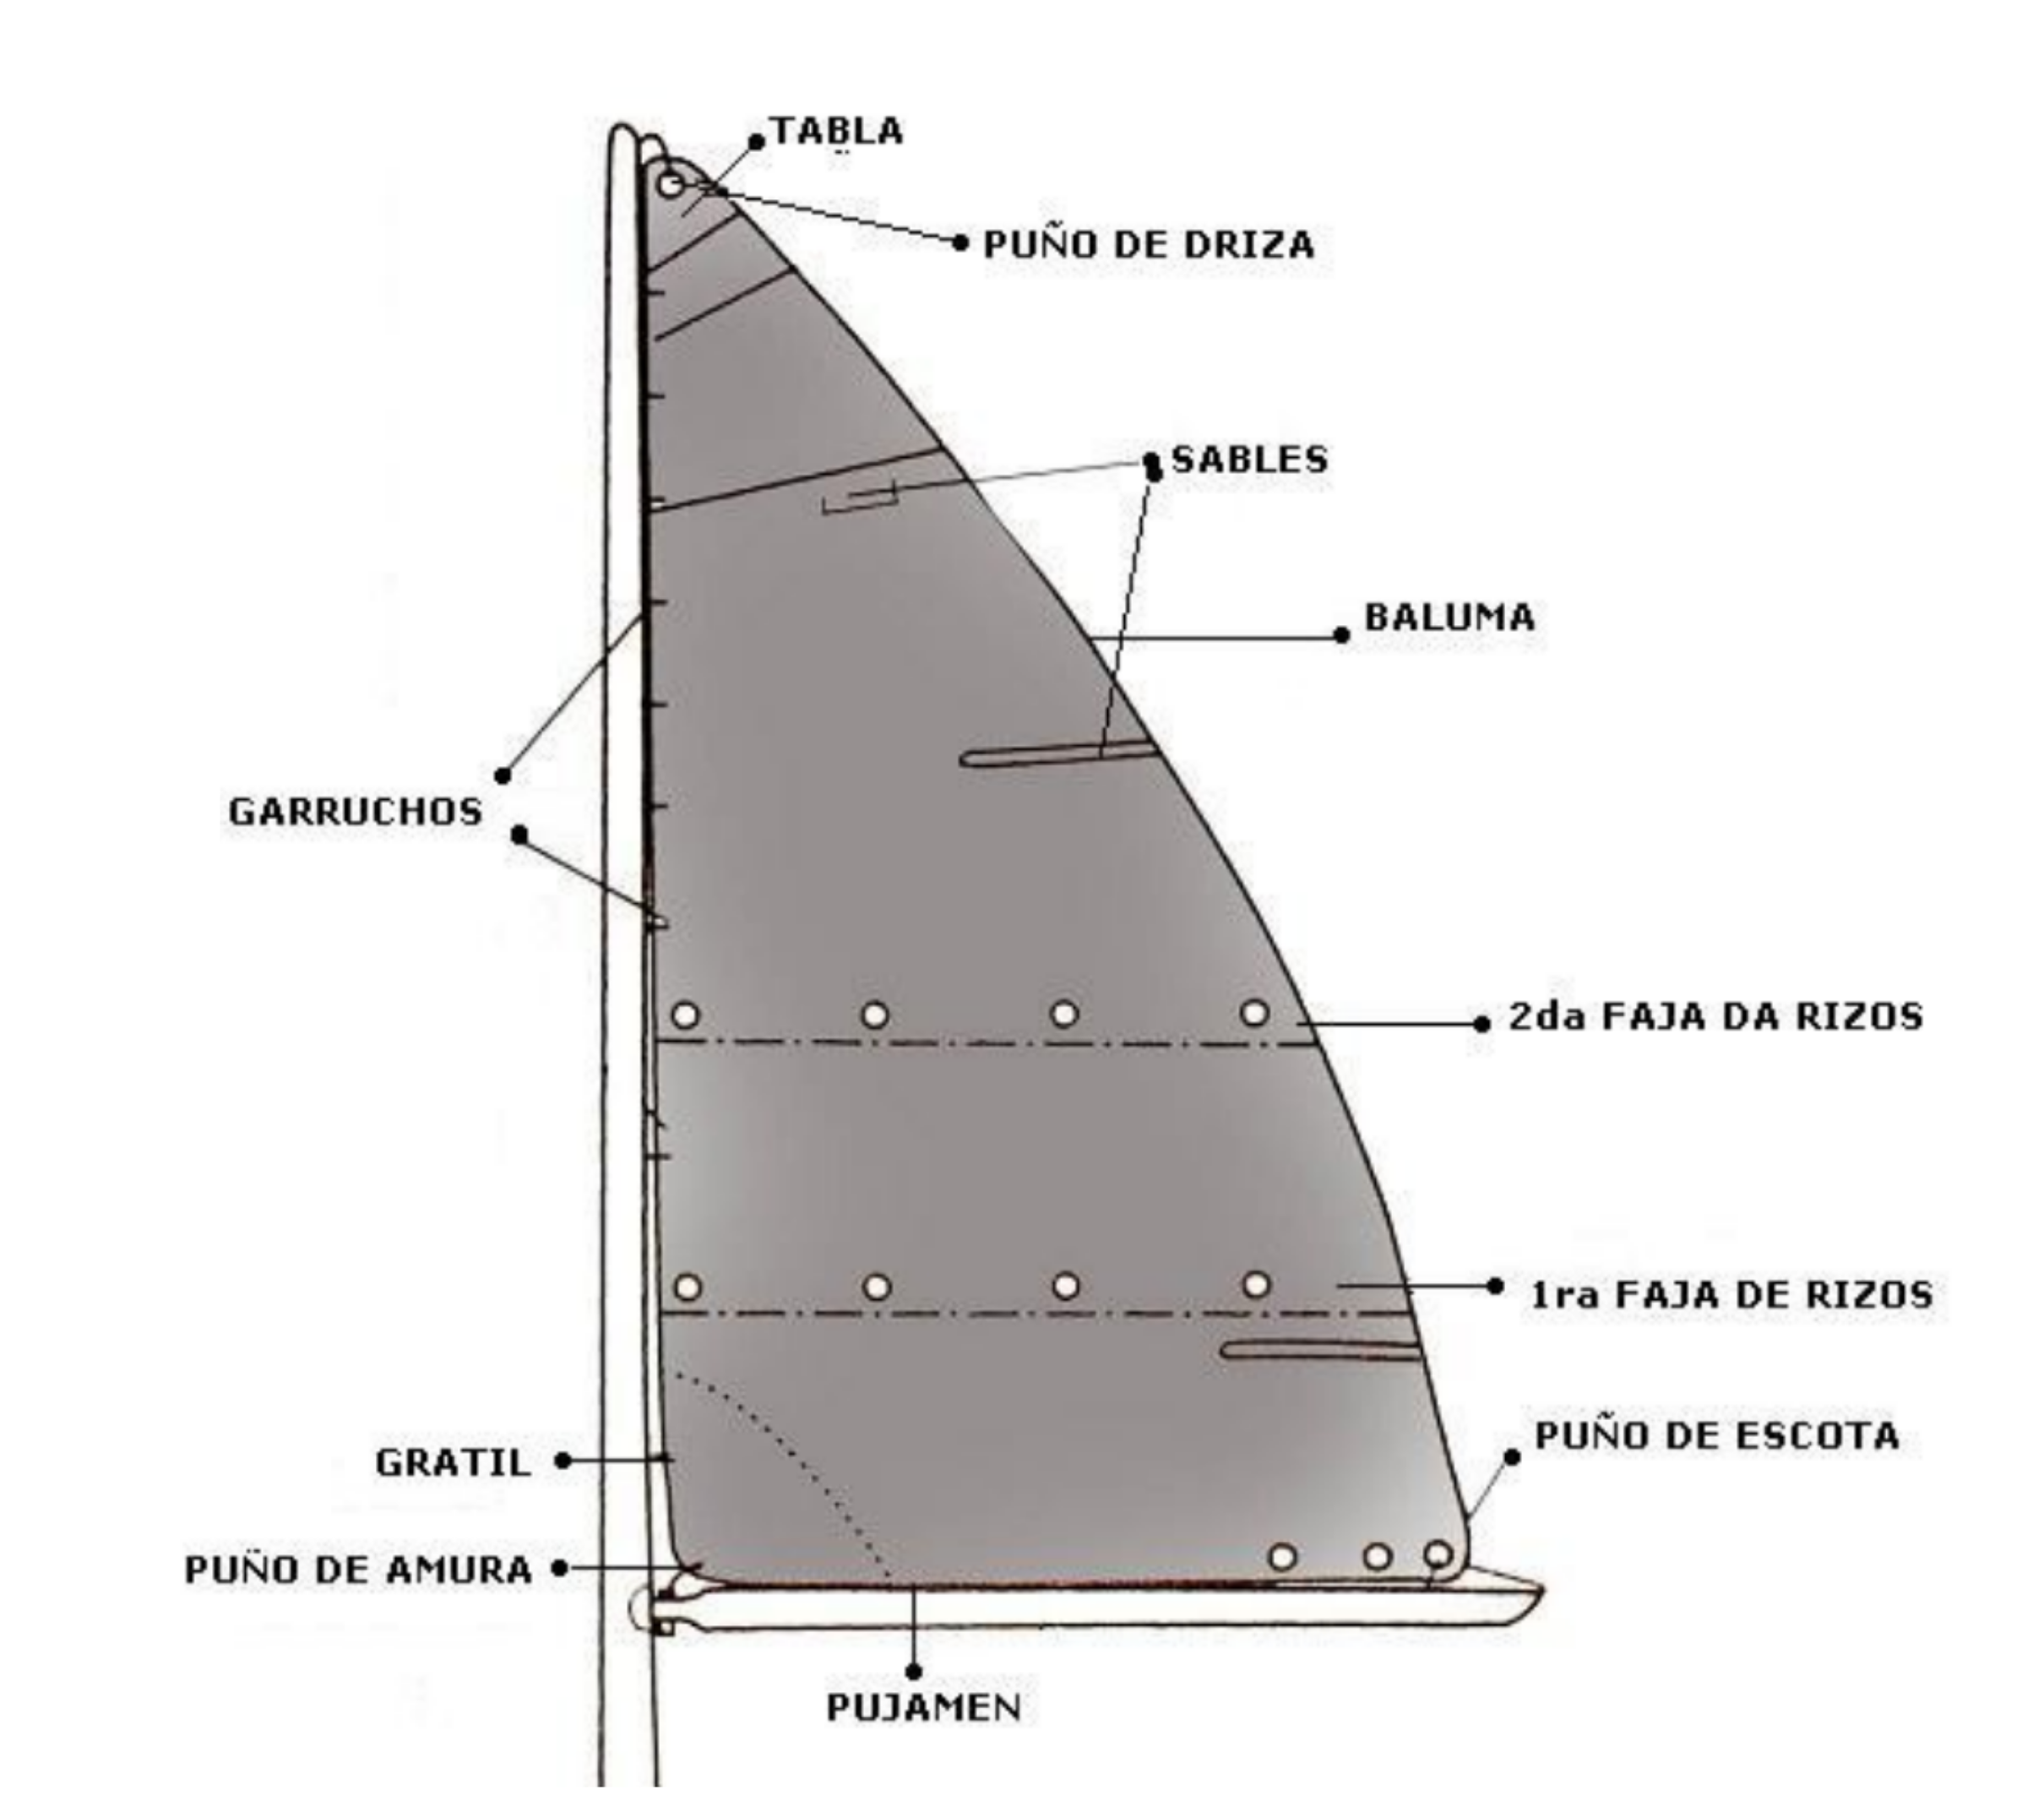 TABLA
PUÑO DE DRIZA
SABLES
BALUMA
GARRUCHOS
2da FAJA DA RIZOS
1ra FAJA DE RIZOS
PUÑO DE ESCOTA
GRATIL
PUÑO DE AMURA
PUJAMEN